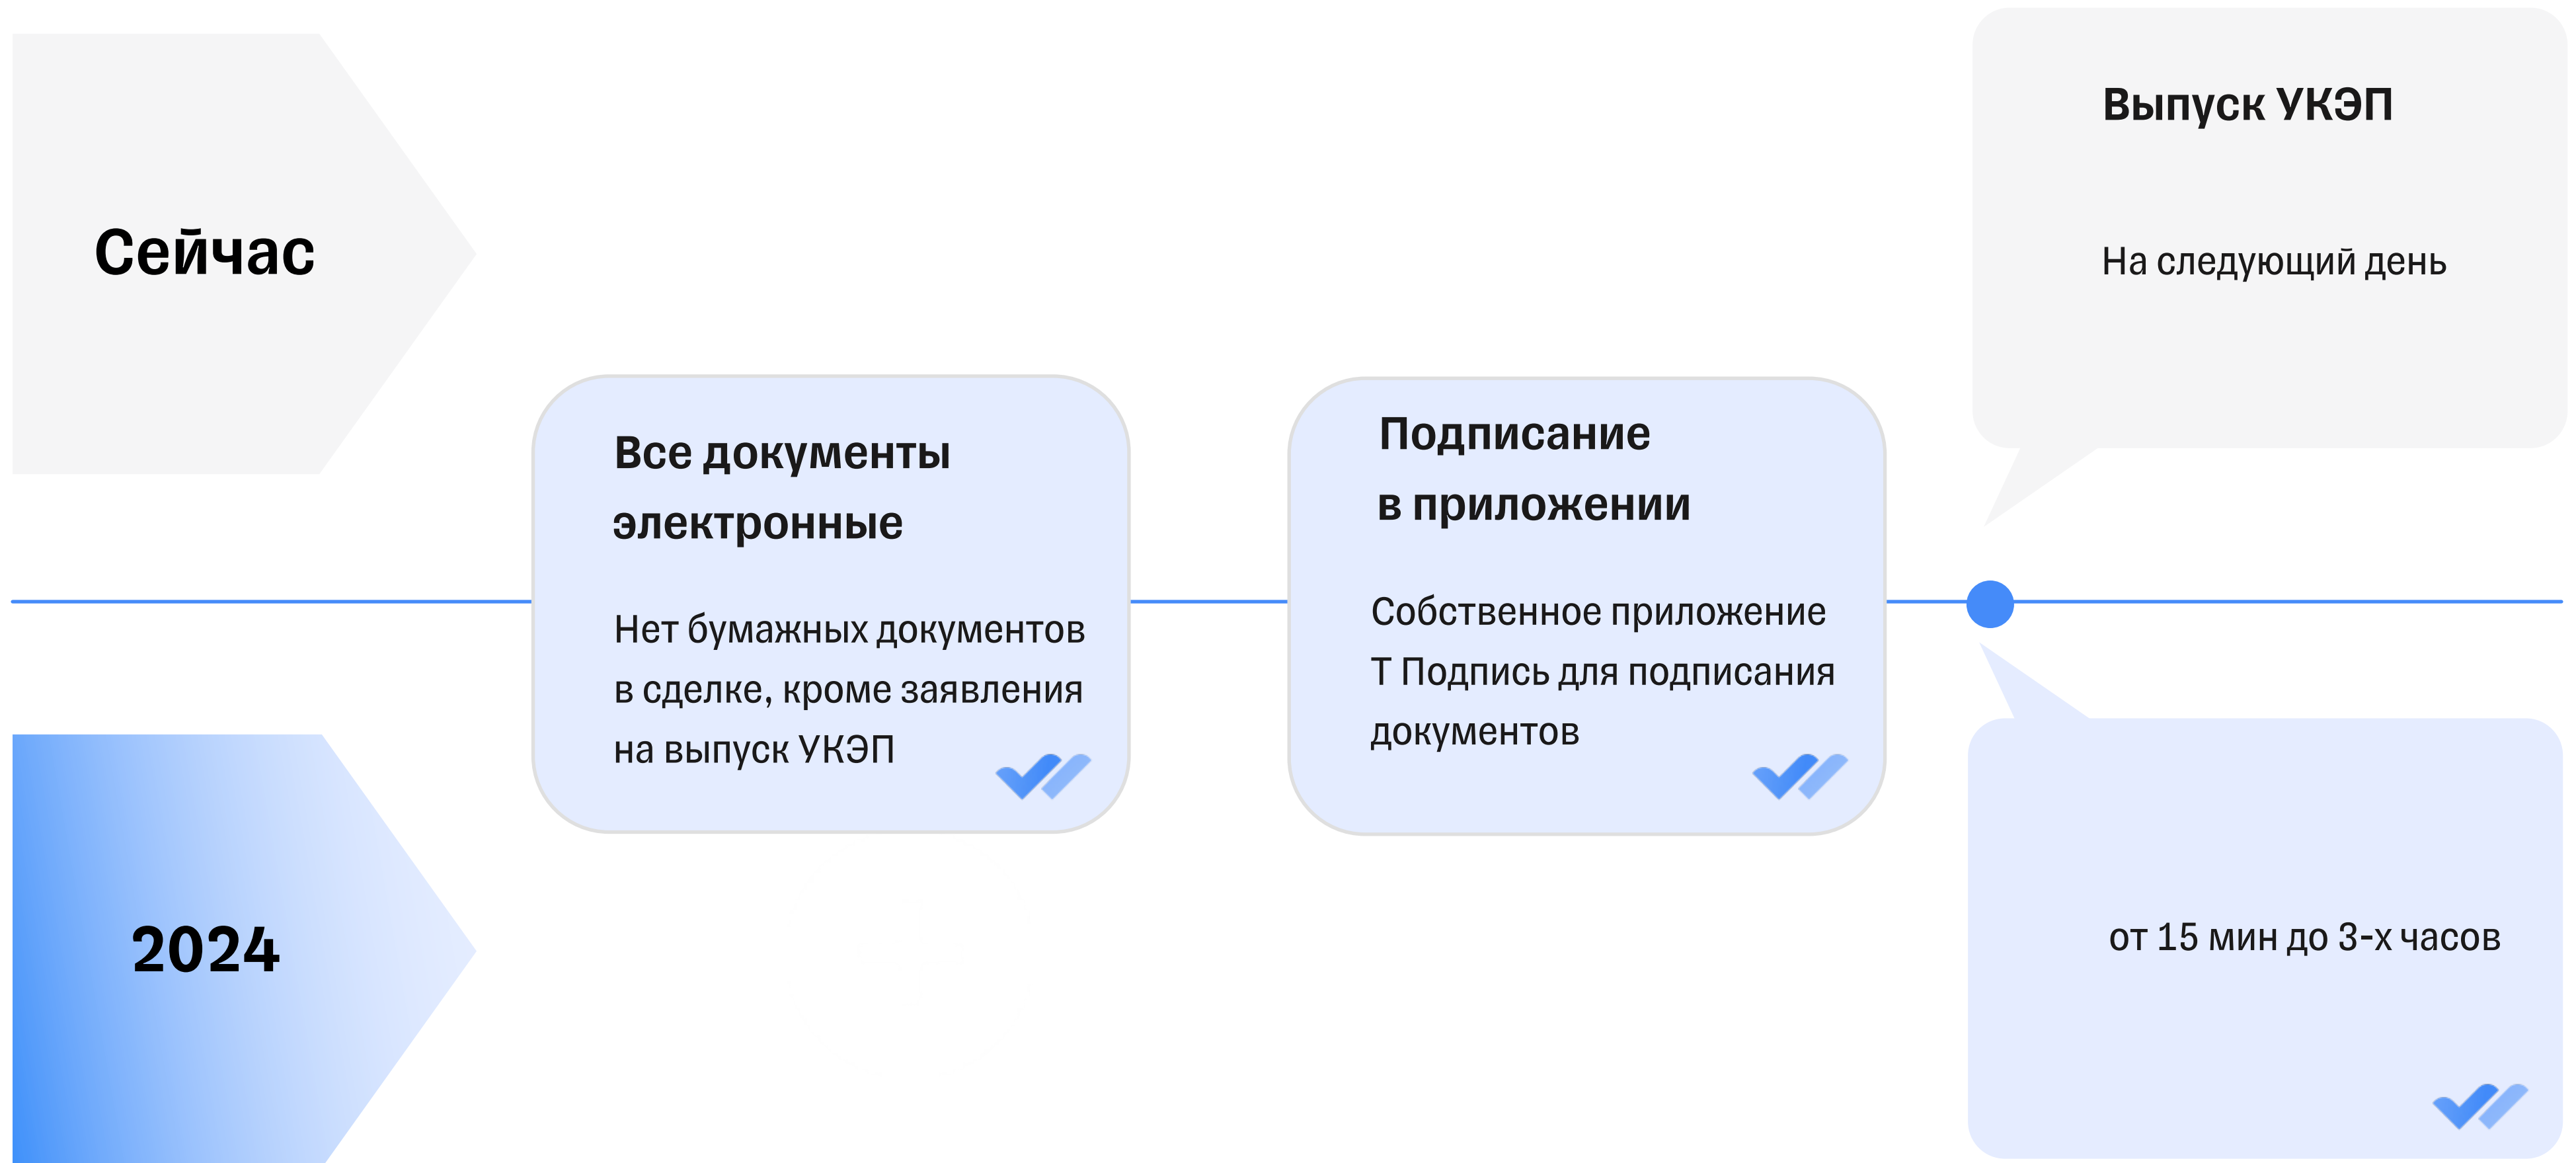 Сейчас
Выпуск УКЭП
На следующий день
Все документы
электронные
Нет бумажных документов
в сделке, кроме заявления
на выпуск УКЭП
Подписание
в приложении
Собственное приложение
Т Подпись для подписания
документов
2024
от 15 мин до 3-х часов